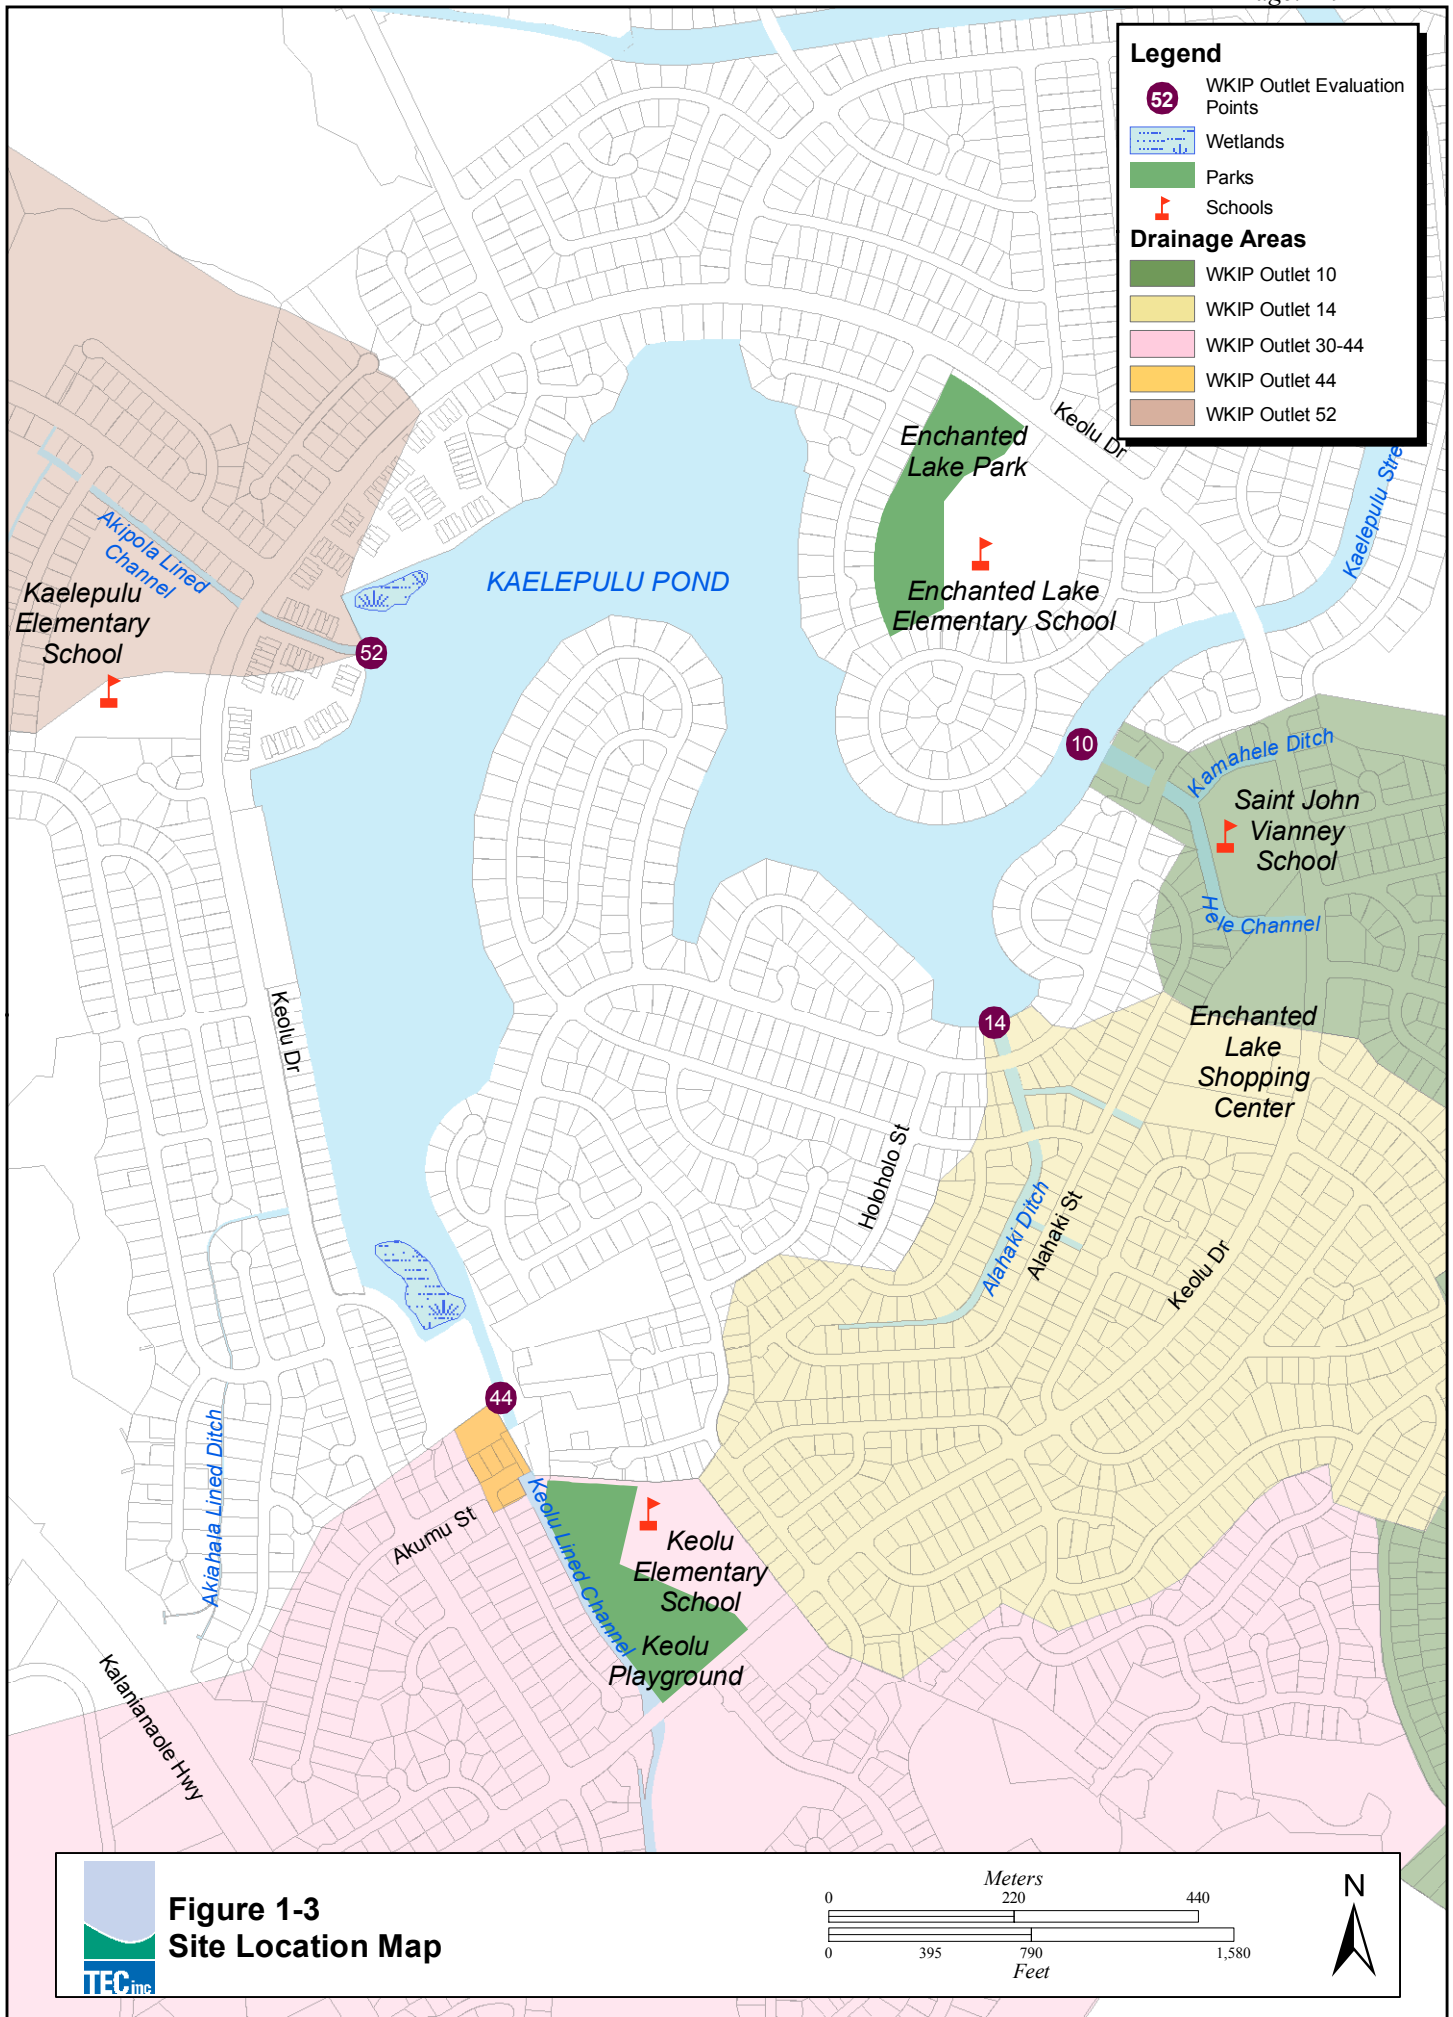 Legend
52
WKIP Outlet Evaluation
Points
Wetlands
Parks
Schools
Drainage Areas
WKIP Outlet 10
WKIP Outlet 14
WKIP Outlet 30-44
WKIP Outlet 44
WKIP Outlet 52
Keolu Dr
Enchanted
Lake Park
Kaelepulu Stre
Akipola Lined
Channel
KAELEPULU POND
Kaelepulu
Elementary
School
Enchanted Lake
Elementary School
52
10
Kamahele Ditch
Saint John
Vianney
School
Hele Channel
Keolu Dr
14
Enchanted
Lake
Shopping
Center
Holoholo St
Alahaki Ditch
Alahaki St
Keolu Dr
44
Akiahala Lined Ditch
Akumu St
Keolu Lined Channel
Keolu
Elementary
School
Keolu
Playground
Kalanianaole Hwy
TEC inc
Figure 1-3
Site Location Map
Meters
0 220 440
0 395 790 1,580
Feet
N